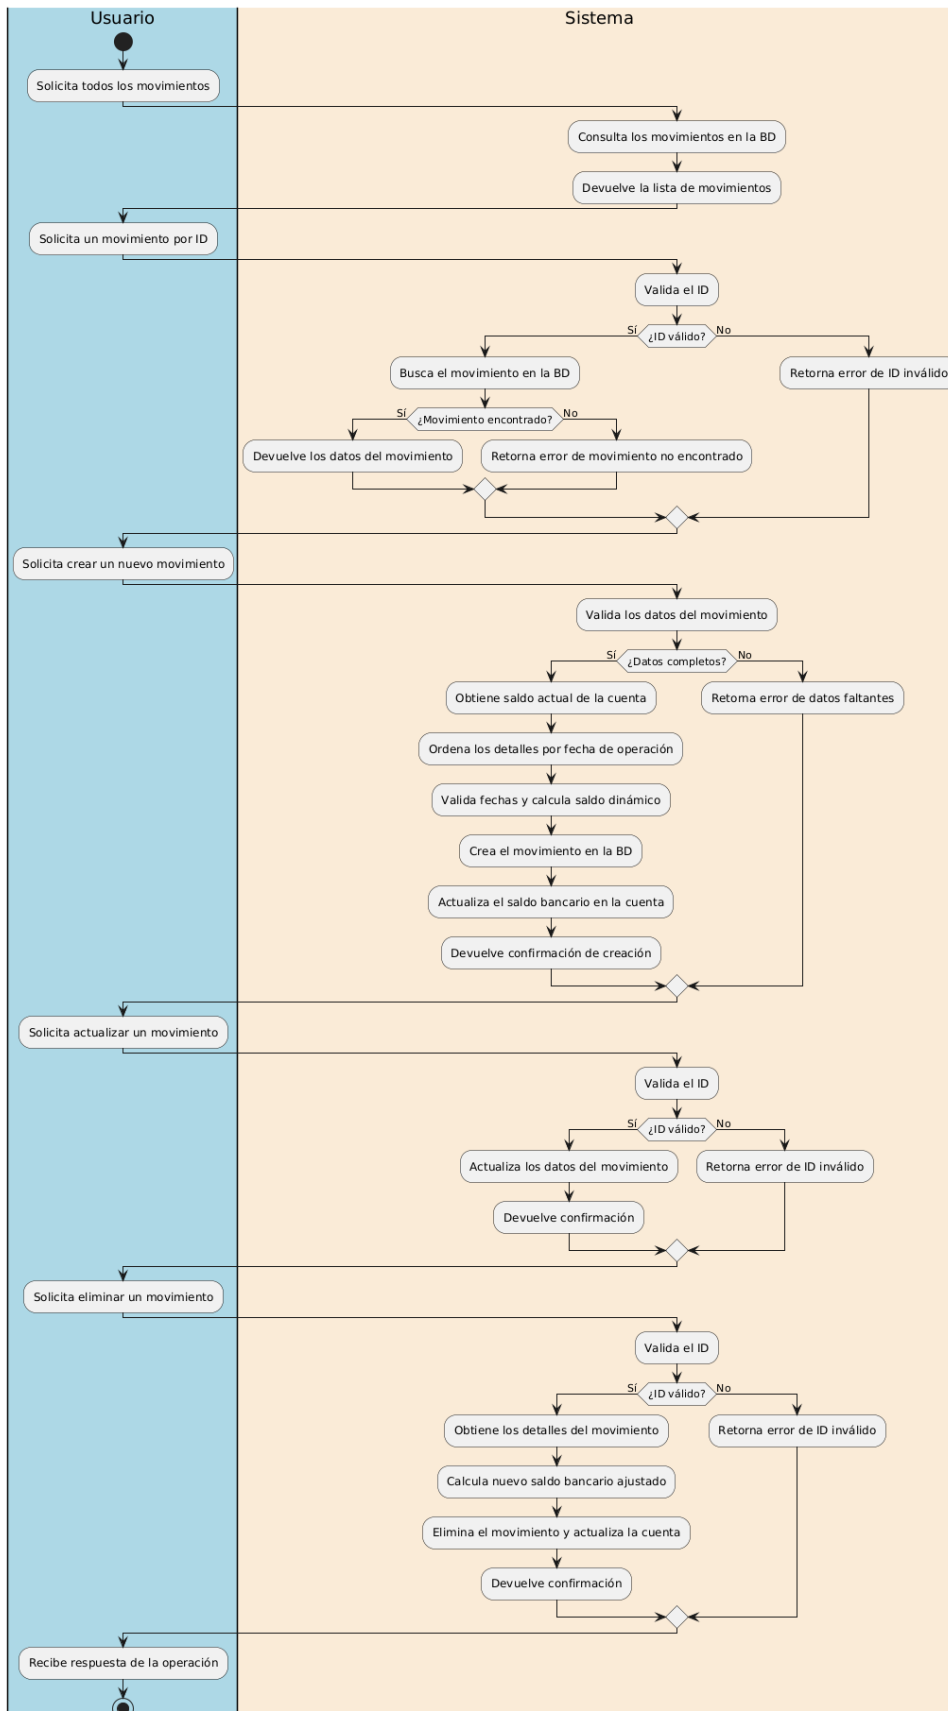 Usuario
Sistema
Solicita todos los movimientos
Consulta los movimientos en la BD
Devuelve la lista de movimientos
Solicita un movimiento por ID
Valida el ID
Sí
¿ID válido?
No
Busca el movimiento en la BD
Retorna error de ID inválido
Sí
¿Movimiento encontrado?
No
Devuelve los datos del movimiento
Retorna error de movimiento no encontrado
Solicita crear un nuevo movimiento
Valida los datos del movimiento
Sí
¿Datos completos?
No
Obtiene saldo actual de la cuenta
Retorna error de datos faltantes
Ordena los detalles por fecha de operación
Valida fechas y calcula saldo dinámico
Crea el movimiento en la BD
Actualiza el saldo bancario en la cuenta
Devuelve confirmación de creación
Solicita actualizar un movimiento
Valida el ID
Sí
¿ID válido?
No
Actualiza los datos del movimiento
Retorna error de ID inválido
Devuelve confirmación
Solicita eliminar un movimiento
Valida el ID
Sí
¿ID válido?
No
Obtiene los detalles del movimiento
Retorna error de ID inválido
Calcula nuevo saldo bancario ajustado
Elimina el movimiento y actualiza la cuenta
Devuelve confirmación
Recibe respuesta de la operación